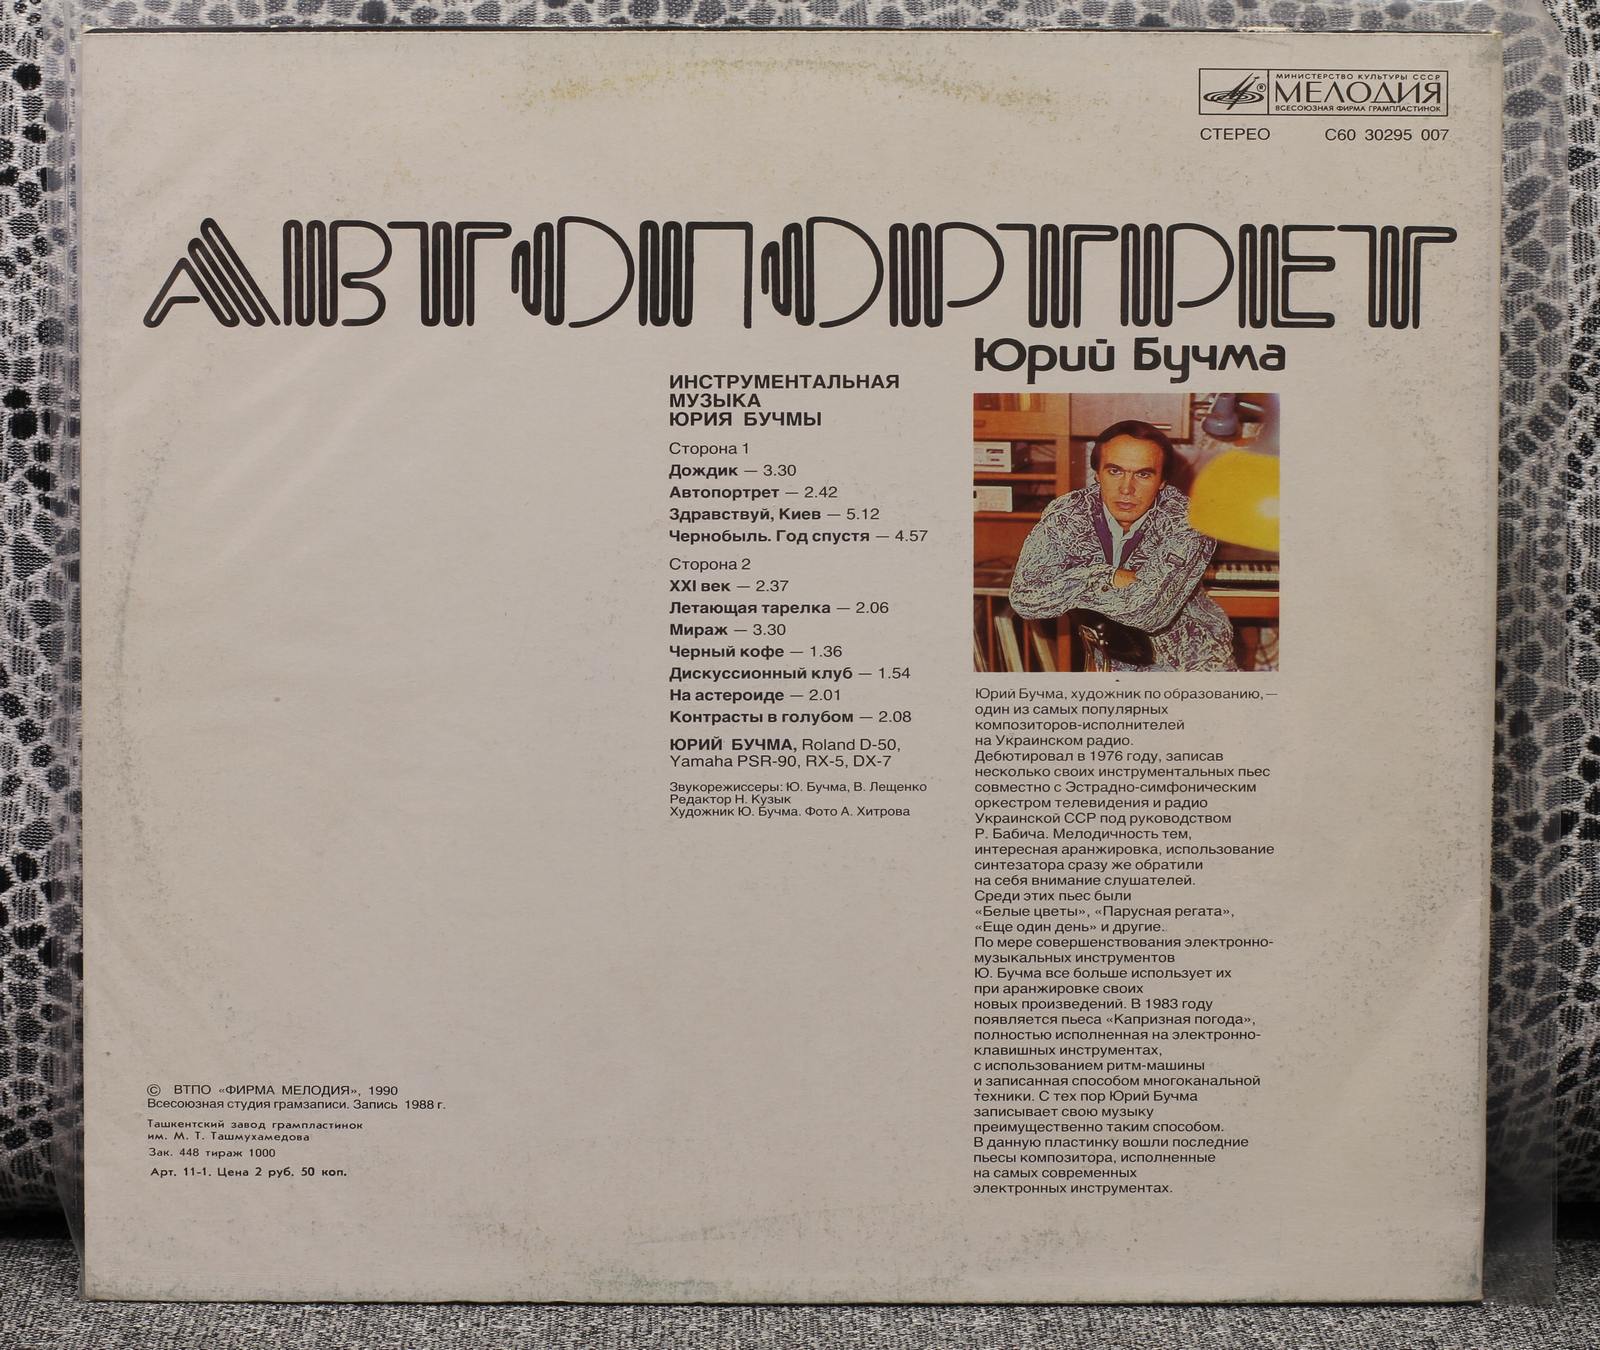 МИНИСТЕРСТВО КУЛЬТУРЫ СССР
МЕЛОДИЯ
ВСЕСОЮЗНАЯ ФИРМА ГРАМПЛАСТИНОК
СТЕРЕО С60 30295 007
АВТОПОРТРЕТ
Юрий Бучма
ИНСТРУМЕНТАЛЬНАЯ
МУЗЫКА
ЮРИЯ БУЧМЫ
Сторона 1
Дождик — 3.30
Автопортрет — 2.42
Здравствуй, Киев — 5.12
Чернобыль. Год спустя — 4.57
Сторона 2
XXI век — 2.37
Летающая тарелка — 2.06
Мираж — 3.30
Черный кофе — 1.36
Дискуссионный клуб — 1.54
На астероиде — 2.01
Контрасты в голубом — 2.08
ЮРИЙ БУЧМА, Roland D-50,
Yamaha PSR-90, RX-5, DX-7
Звукорежиссеры: Ю. Бучма, В. Лещенко
Редактор Н. Кузык
Художник Ю. Бучма. Фото А. Хитрова
Юрий Бучма, художник по образованию, —
один из самых популярных
композиторов-исполнителей
на Украинском радио.
Дебютировал в 1976 году, записав
несколько своих инструментальных пьес
совместно с Эстрадно-симфоническим
оркестром телевидения и радио
Украинской ССР под руководством
Р. Бабича. Мелодичность тем,
интересная аранжировка, использование
синтезатора сразу же обратили
на себя внимание слушателей.
Среди этих пьес были
«Белые цветы», «Парусная регата»,
«Еще один день» и другие.
По мере совершенствования электронно-
музыкальных инструментов
Ю. Бучма все больше использует их
при аранжировке своих
новых произведений. В 1983 году
появляется пьеса «Капризная погода»,
полностью исполненная на электронно-
клавишных инструментах,
с использованием ритм-машины
и записанная способом многоканальной
техники. С тех пор Юрий Бучма
записывает свою музыку
преимущественно таким способом.
В данную пластинку вошли последние
пьесы композитора, исполненные
на самых современных
электронных инструментах.
© ВТПО «ФИРМА МЕЛОДИЯ», 1990
Всесоюзная студия грамзаписи. Запись 1988 г.
Ташкентский завод грампластинок
им. М. Т. Ташмухамедова
Зак. 448 тираж 1000
Арт. 11-1. Цена 2 руб. 50 коп.